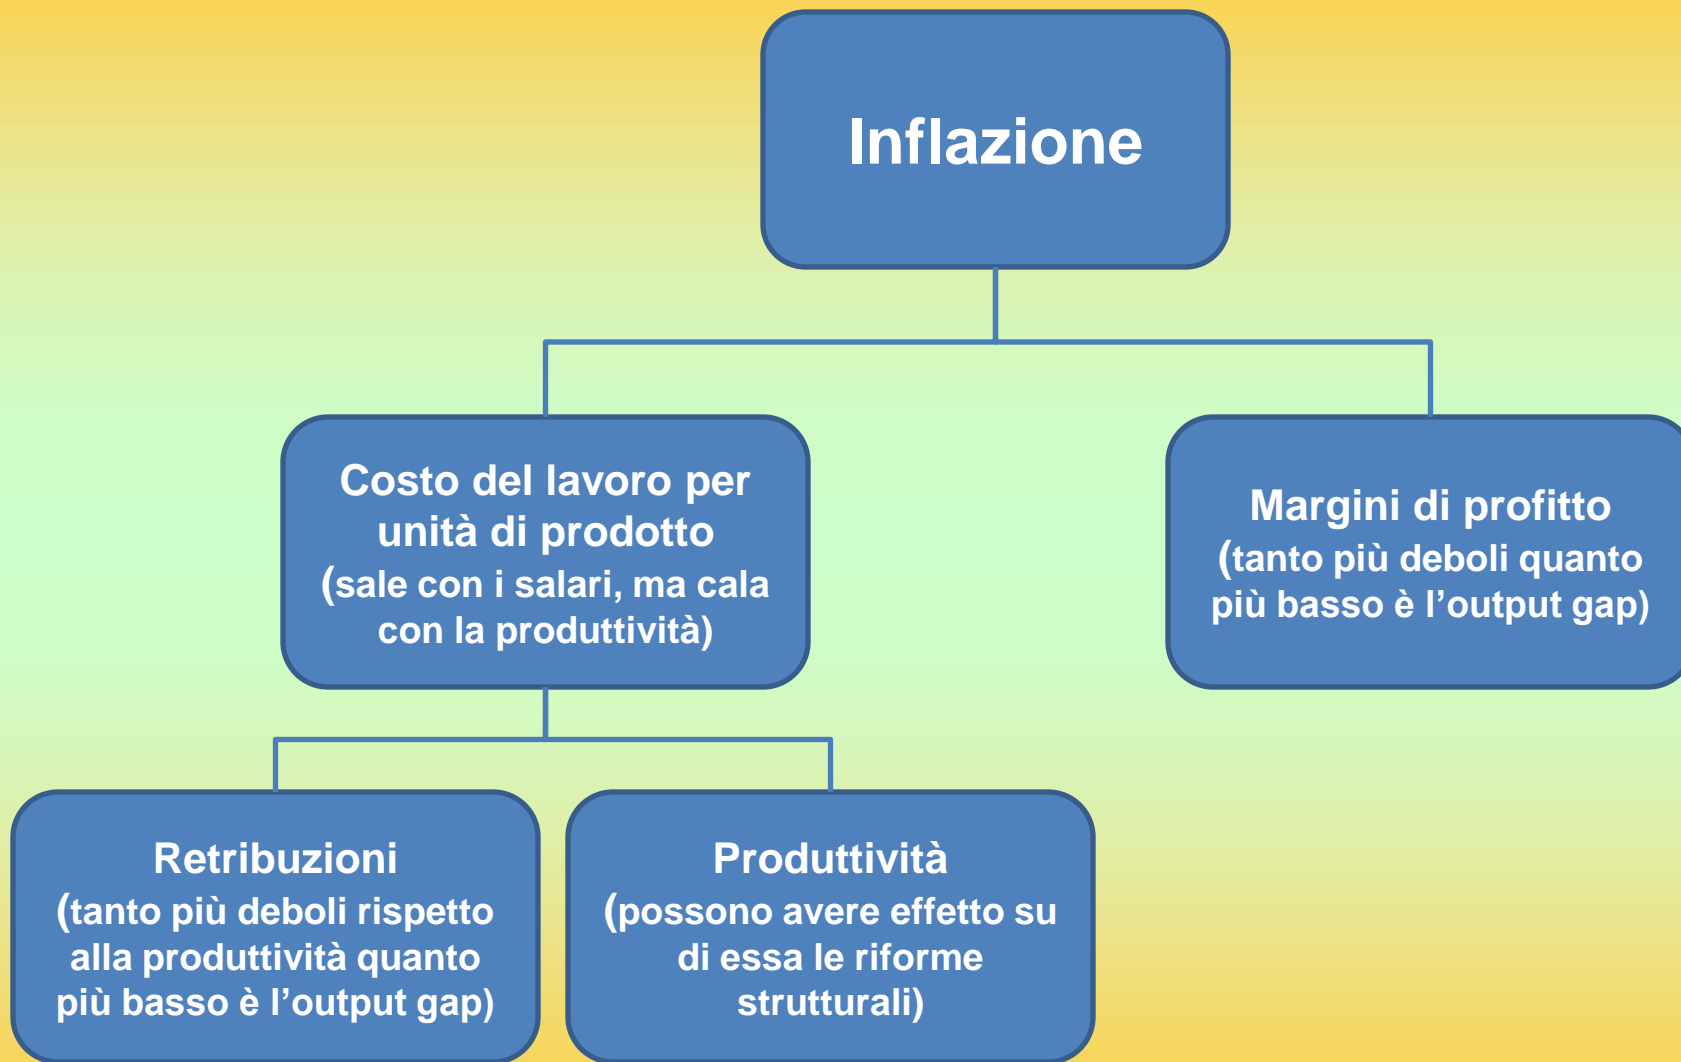 Inflazione
Costo del lavoro per
unità di prodotto
(sale con i salari, ma cala
con la produttività)
Margini di profitto
(tanto più deboli quanto
più basso è l’output gap)
Retribuzioni
(tanto più deboli rispetto
alla produttività quanto
più basso è l’output gap)
Produttività
(possono avere effetto su
di essa le riforme
strutturali)